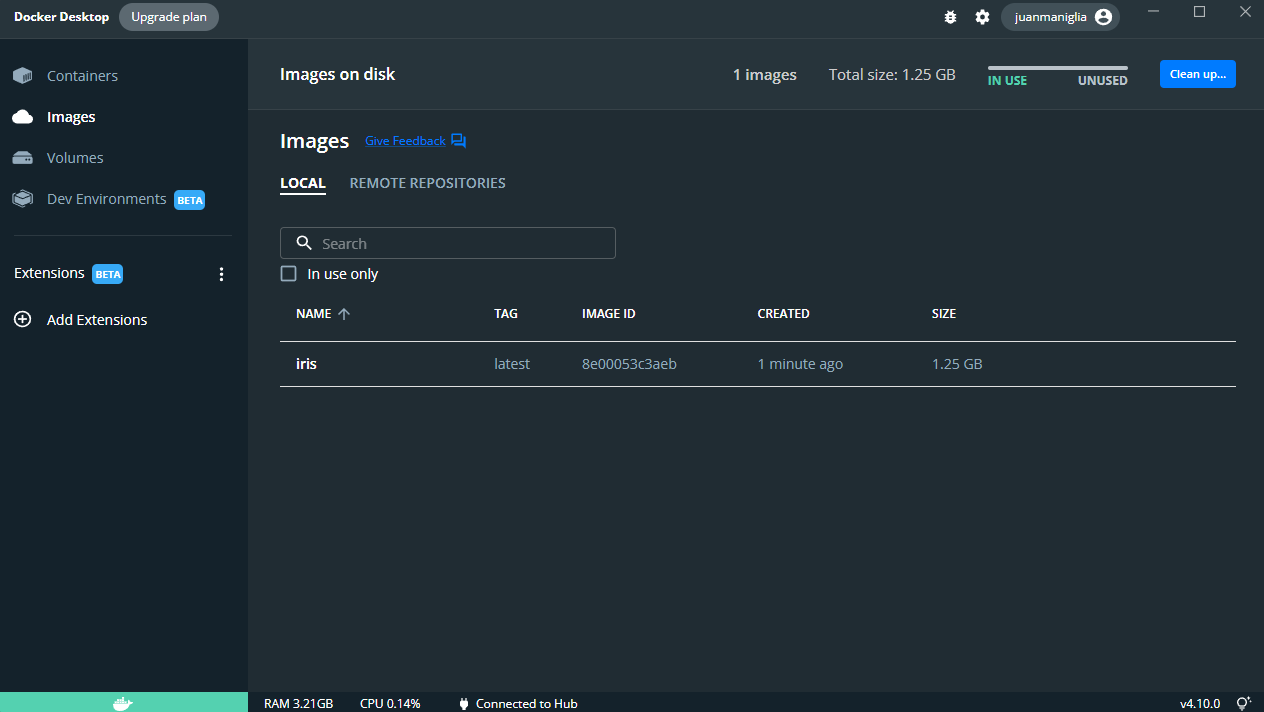 Docker Desktop Upgrade plan juanmaniglia
Containers
Images
Volumes
Dev Environments BETA
Extensions BETA
Add Extensions
Images on disk 1 images Total size: 1.25 GB IN USE UNUSED Clean up...
Images Give Feedback
LOCAL REMOTE REPOSITORIES
Search
In use only
NAME TAG IMAGE ID CREATED SIZE
iris latest 8e00053c3aeb 1 minute ago 1.25 GB
RAM 3.21GB CPU 0.14% Connected to Hub v4.10.0